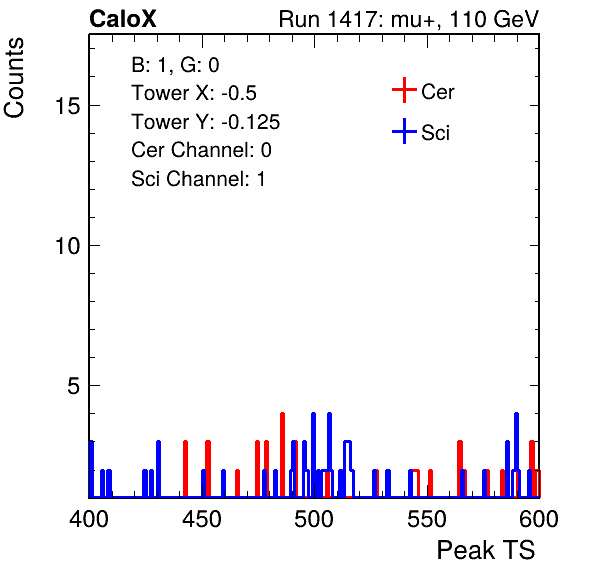 CaloX Run 1417: mu+, 110 GeV
Counts
B: 1, G: 0
Tower X: -0.5
Tower Y: -0.125
Cer Channel: 0
Sci Channel: 1
Cer
Sci
15
10
5
400 450 500 550 600
Peak TS